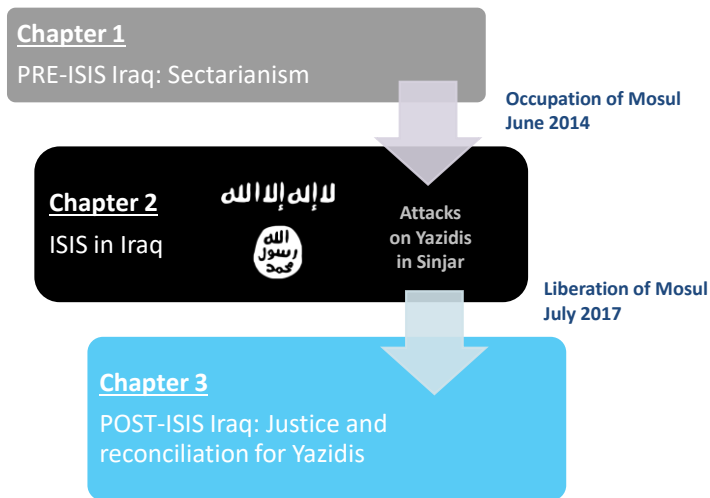 Chapter 1
PRE-ISIS Iraq: Sectarianism
Occupation of Mosul
June 2014
Chapter 2
ISIS in Iraq
لا إله إلا الله
الله
رسول
محمد
Attacks
on Yazidis
in Sinjar
Liberation of Mosul
July 2017
Chapter 3
POST-ISIS Iraq: Justice and
reconciliation for Yazidis